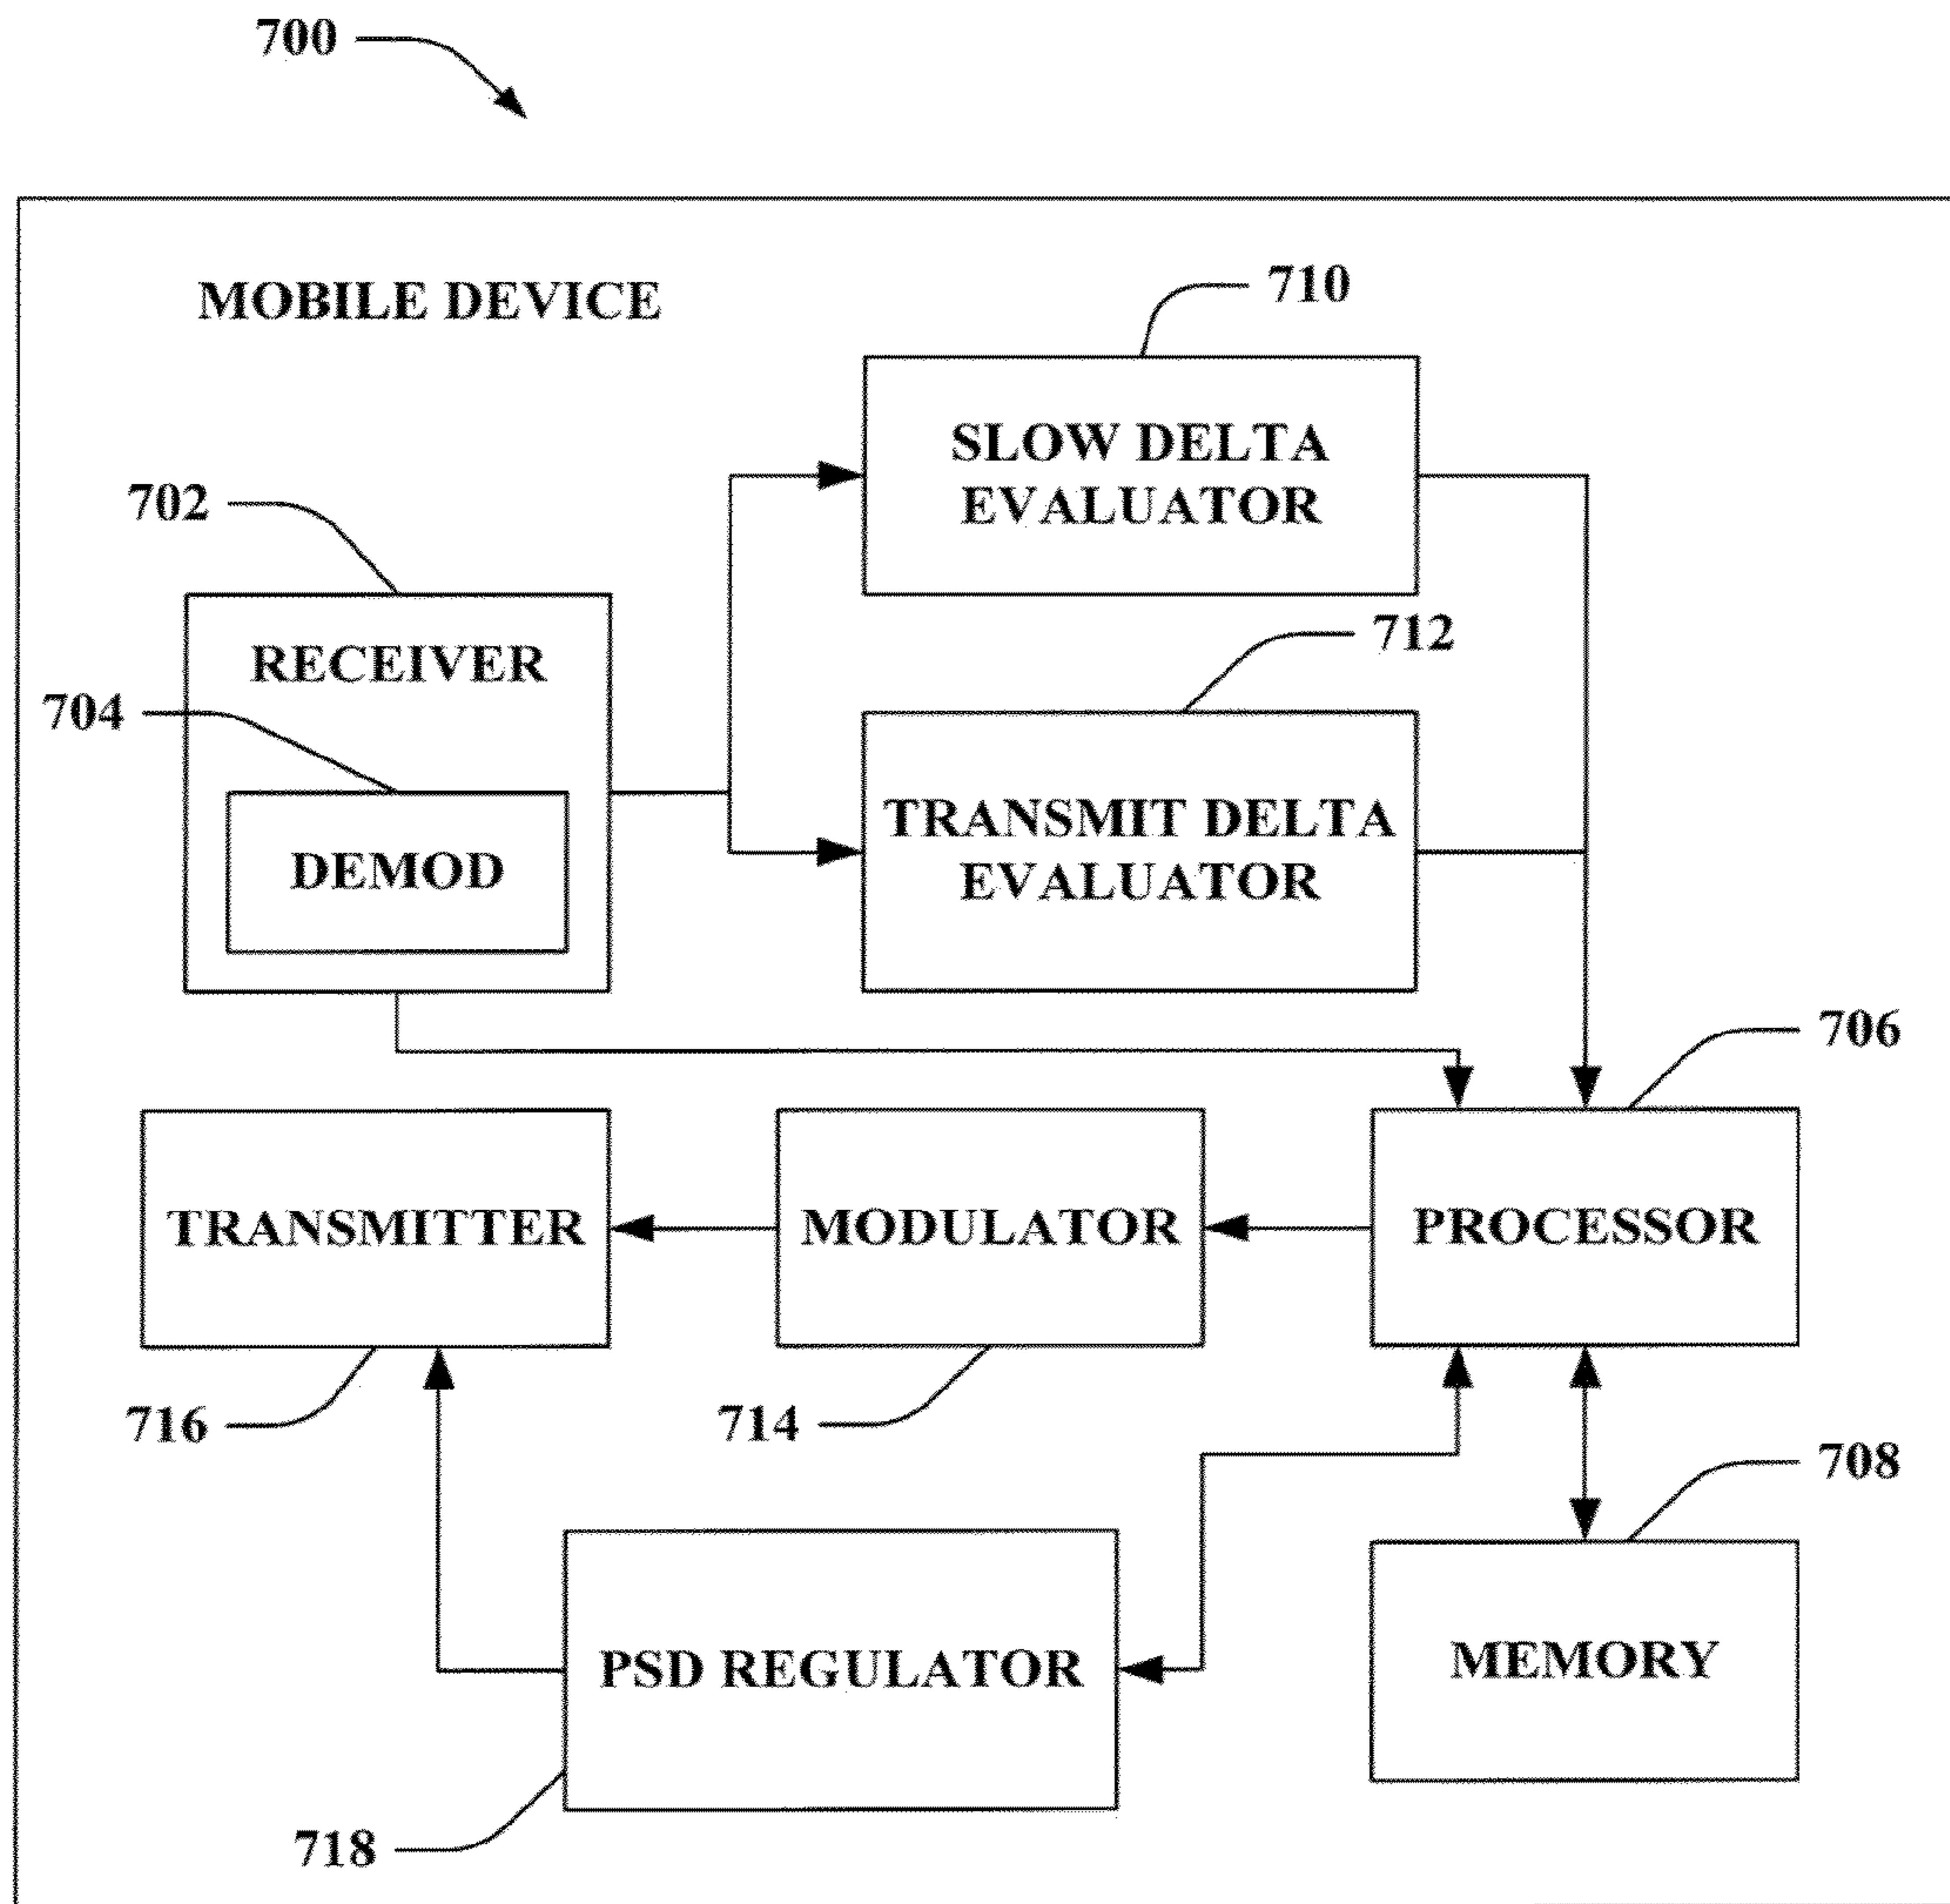 700
MOBILE DEVICE
710
SLOW DELTA
EVALUATOR
702
712
RECEIVER
704
TRANSMIT DELTA
EVALUATOR
DEMOD
706
TRANSMITTER
MODULATOR
PROCESSOR
716
714
708
PSD REGULATOR
MEMORY
718